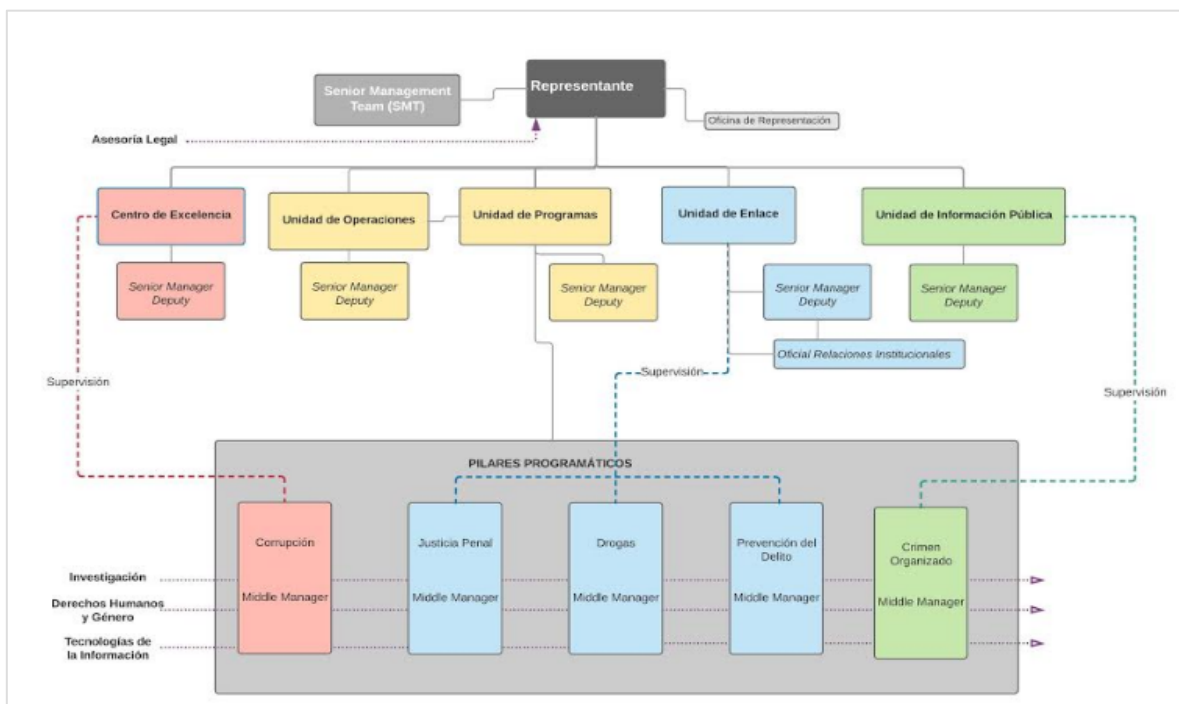 Senior Management
Team (SMT)
Representante
Oficina de Representación
Asesoría Legal
Centro de Excelencia
Unidad de Operaciones
Unidad de Programas
Unidad de Enlace
Unidad de Información Pública
Senior Manager
Deputy
Senior Manager
Deputy
Senior Manager
Deputy
Senior Manager
Deputy
Senior Manager
Deputy
Oficial Relaciones Institucionales
Supervisión
Supervisión
Supervisión
PILARES PROGRAMÁTICOS
Corrupción
Middle Manager
Justicia Penal
Middle Manager
Drogas
Middle Manager
Prevención del
Delito
Middle Manager
Crimen
Organizado
Middle Manager
Investigación
Derechos Humanos
y Género
Tecnologías de
la Información